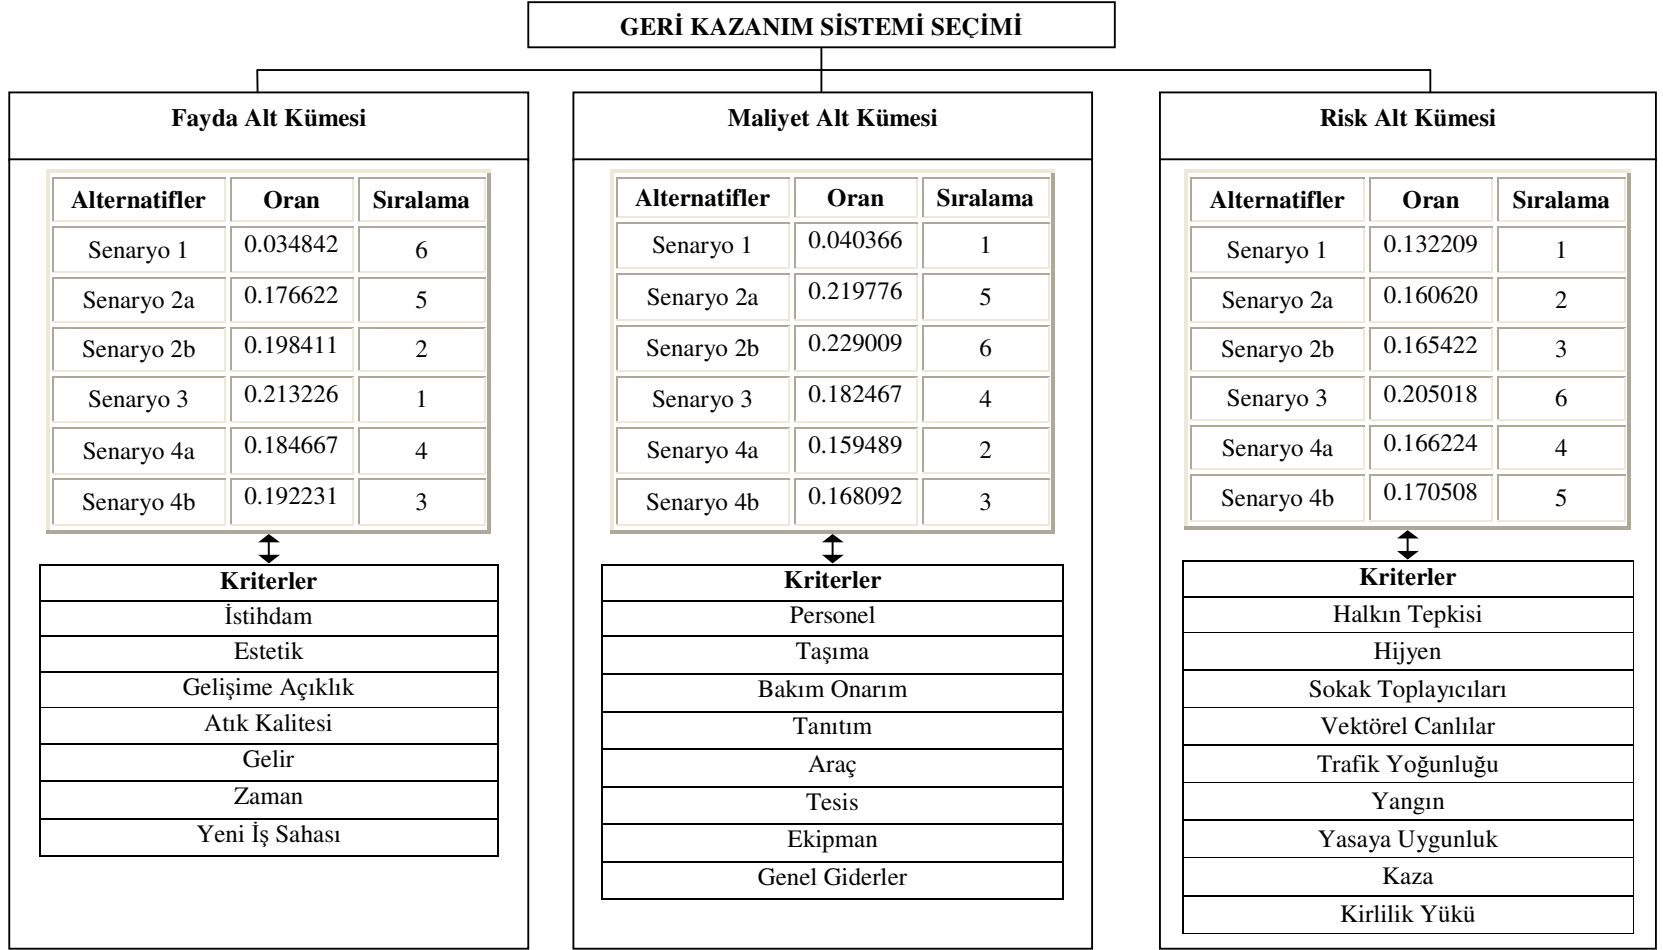 GERİ KAZANIM SİSTEMİ SEÇİMİ
Fayda Alt Kümesi
Alternatifler Oran Sıralama
Senaryo 1 0.034842 6
Senaryo 2a 0.176622 5
Senaryo 2b 0.198411 2
Senaryo 3 0.213226 1
Senaryo 4a 0.184667 4
Senaryo 4b 0.192231 3
Kriterler
İstihdam
Estetik
Gelişime Açıklık
Atık Kalitesi
Gelir
Zaman
Yeni İş Sahası
Maliyet Alt Kümesi
Alternatifler Oran Sıralama
Senaryo 1 0.040366 1
Senaryo 2a 0.219776 5
Senaryo 2b 0.229009 6
Senaryo 3 0.182467 4
Senaryo 4a 0.159489 2
Senaryo 4b 0.168092 3
Kriterler
Personel
Taşıma
Bakım Onarım
Tanıtım
Araç
Tesis
Ekipman
Genel Giderler
Risk Alt Kümesi
Alternatifler Oran Sıralama
Senaryo 1 0.132209 1
Senaryo 2a 0.160620 2
Senaryo 2b 0.165422 3
Senaryo 3 0.205018 6
Senaryo 4a 0.166224 4
Senaryo 4b 0.170508 5
Kriterler
Halkın Tepkisi
Hijyen
Sokak Toplayıcıları
Vektörel Canlılar
Trafik Yoğunluğu
Yangın
Yasaya Uygunluk
Kaza
Kirlilik Yükü